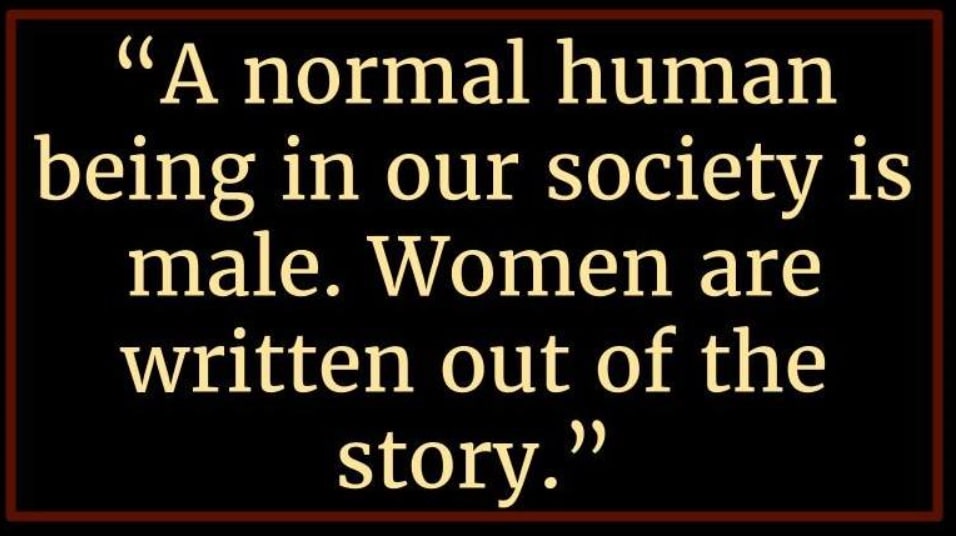 “A normal human
being in our society is
male. Women are
written out of the
story.”